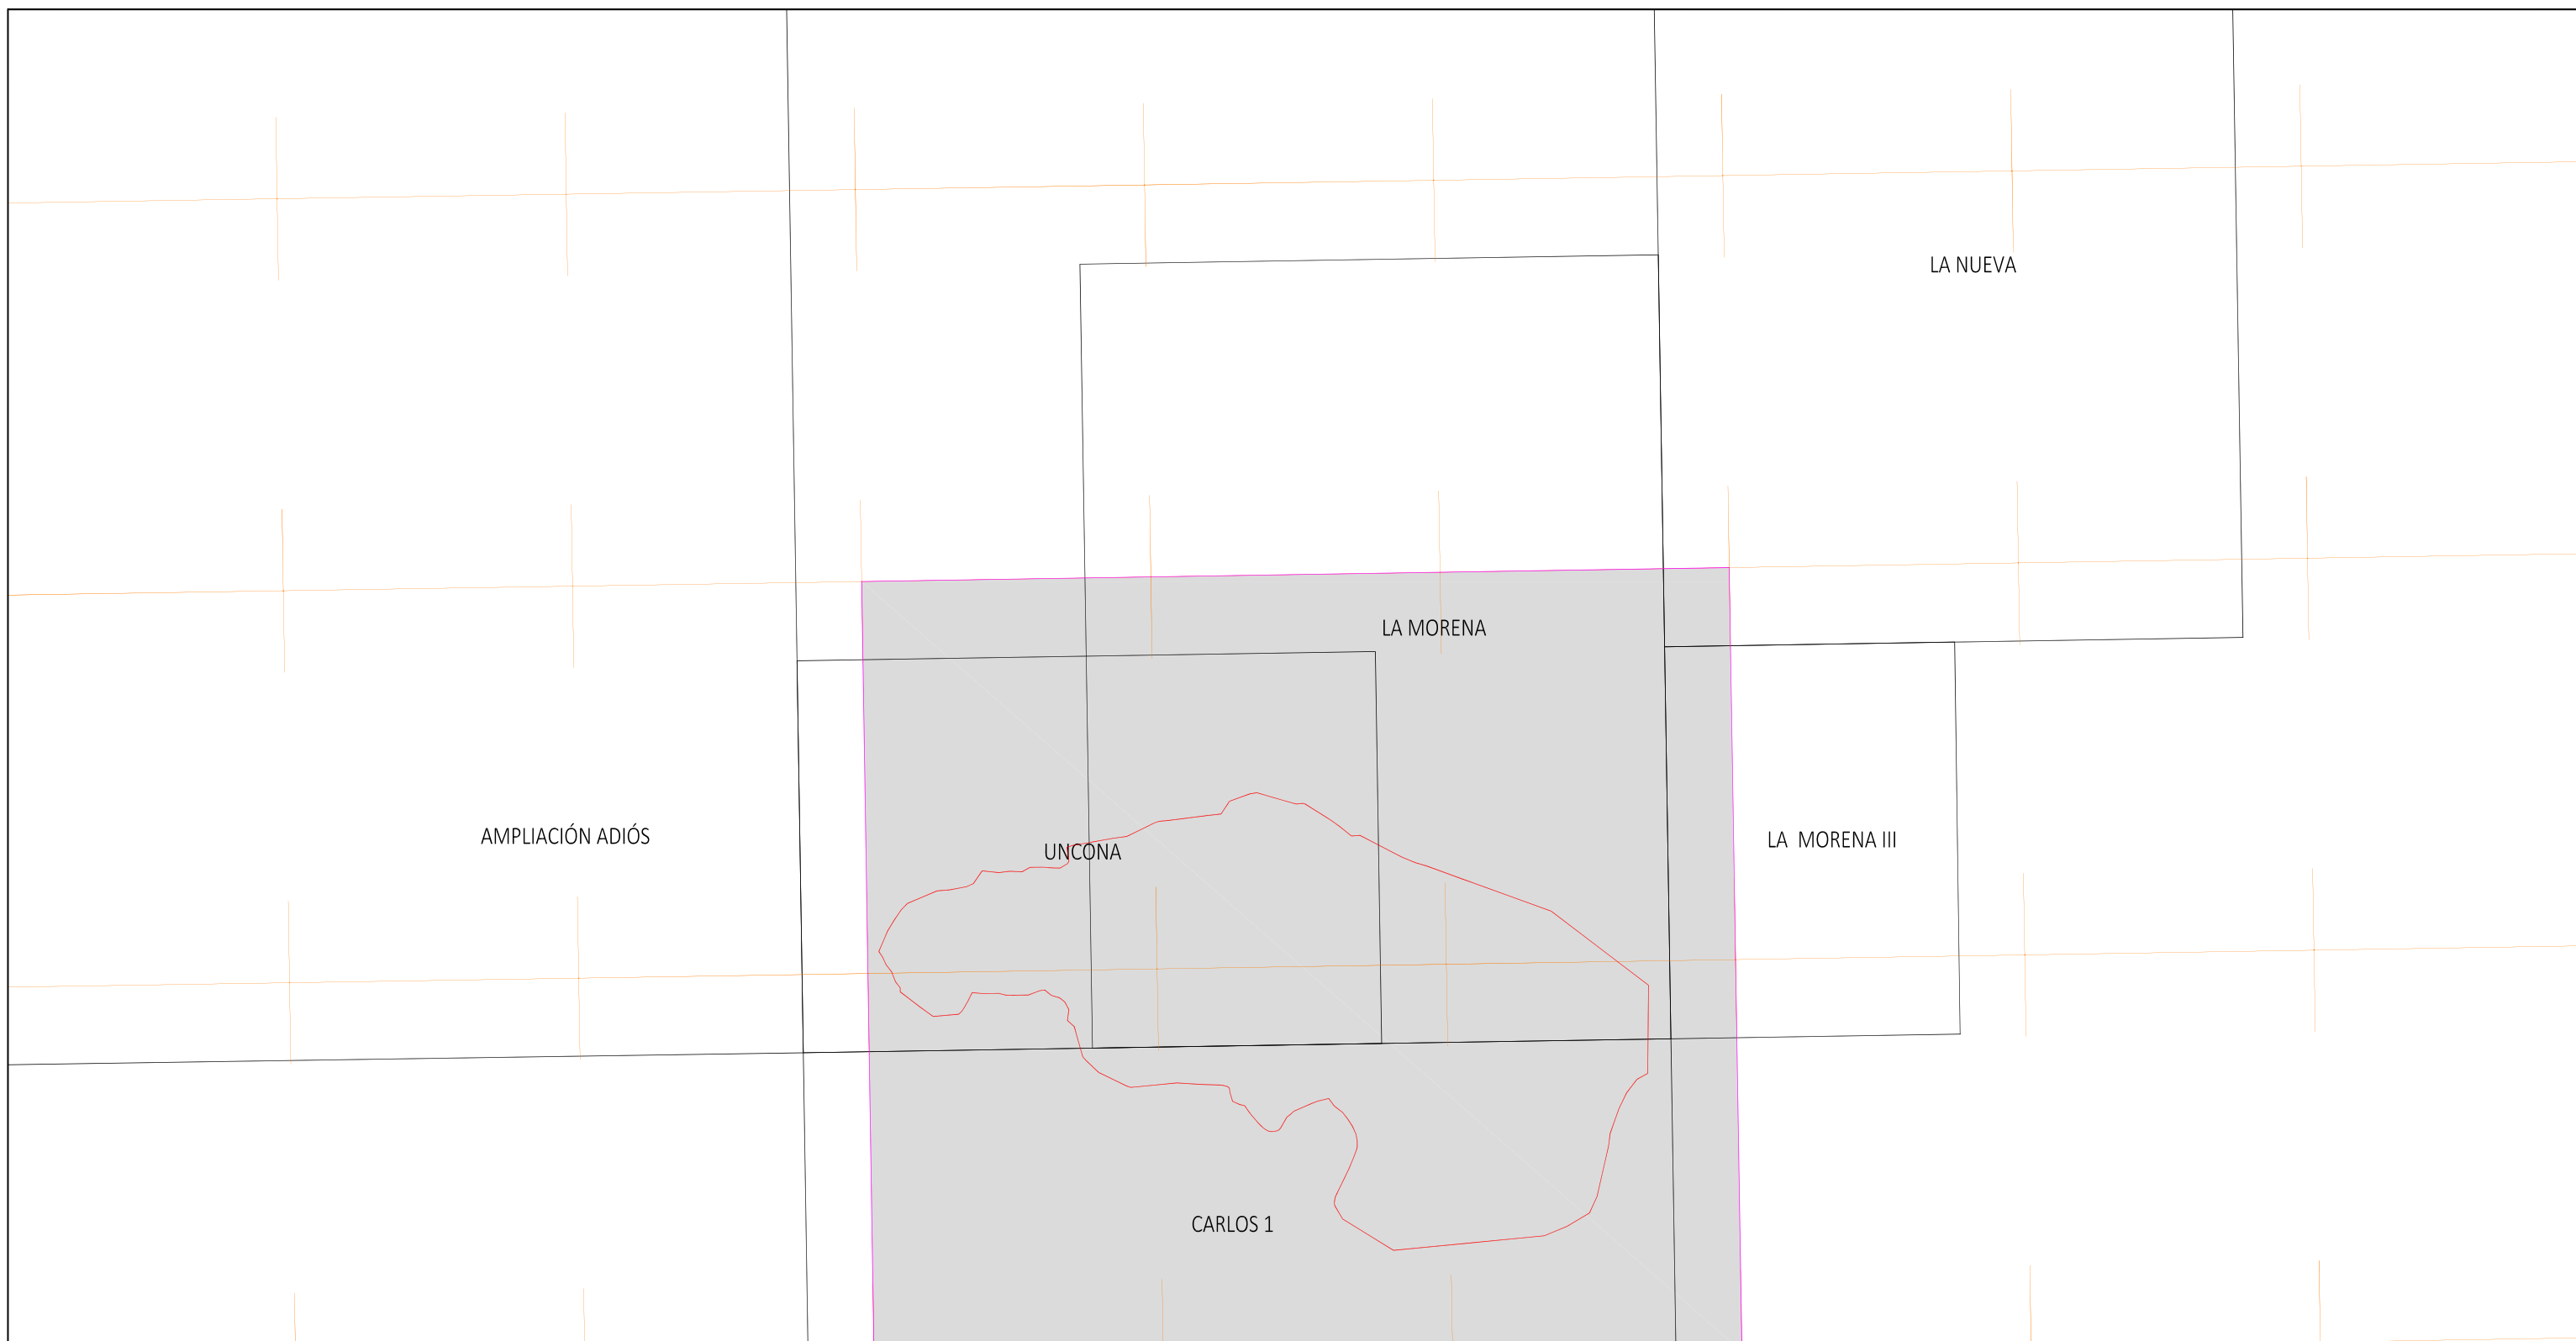 LA NUEVA
LA MORENA
AMPLIACIÓN ADIÓS
UNCONA
LA  MORENA III
CARLOS 1